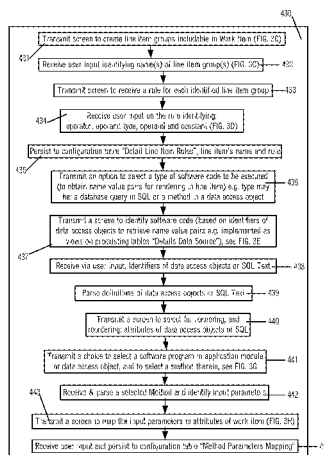 430
Transmit screen to create line item groups includable in Work Item (FIG. 3C)
431
Receive user input identifying name(s) of line item group(s) (FIG. 3C)
432
Transmit screen to receive a rule for each identified line item group
433
434
Receive user input on the rule identifying:
operator, operand type, operand and constant (FIG. 3D)
Persist to configuration table "Detail Line Item Rules", line item's name and rule
435
Transmit an option to select a type of software code to be executed
(to obtain name value pairs for rendering in line item) e.g. type may
be a database query in SQL or a method in a data access object
436
Transmit a screen to identify software code (based on identifiers of
data access objects to retrieve name value pairs e.g. implemented as
views on preexisting tables "Details Data Source"), see FIG. 3E
437
Receive via user input, identifiers of data access objects or SQL Text
438
Parse definitions of data access objects or SQL Text
439
Transmit a screen to select for rendering, and
reordering attributes of data access objects or SQL
440
Transmit a choice to select a software program in application module
or data access object, and to select a method therein, see FIG. 3G
441
Receive & parse a selected Method and identify input parameters
442
443
Transmit a screen to map the input parameters to attributes of work item (FIG. 3H)
Receive user input and persist to configuration table "Method Parameters Mapping"